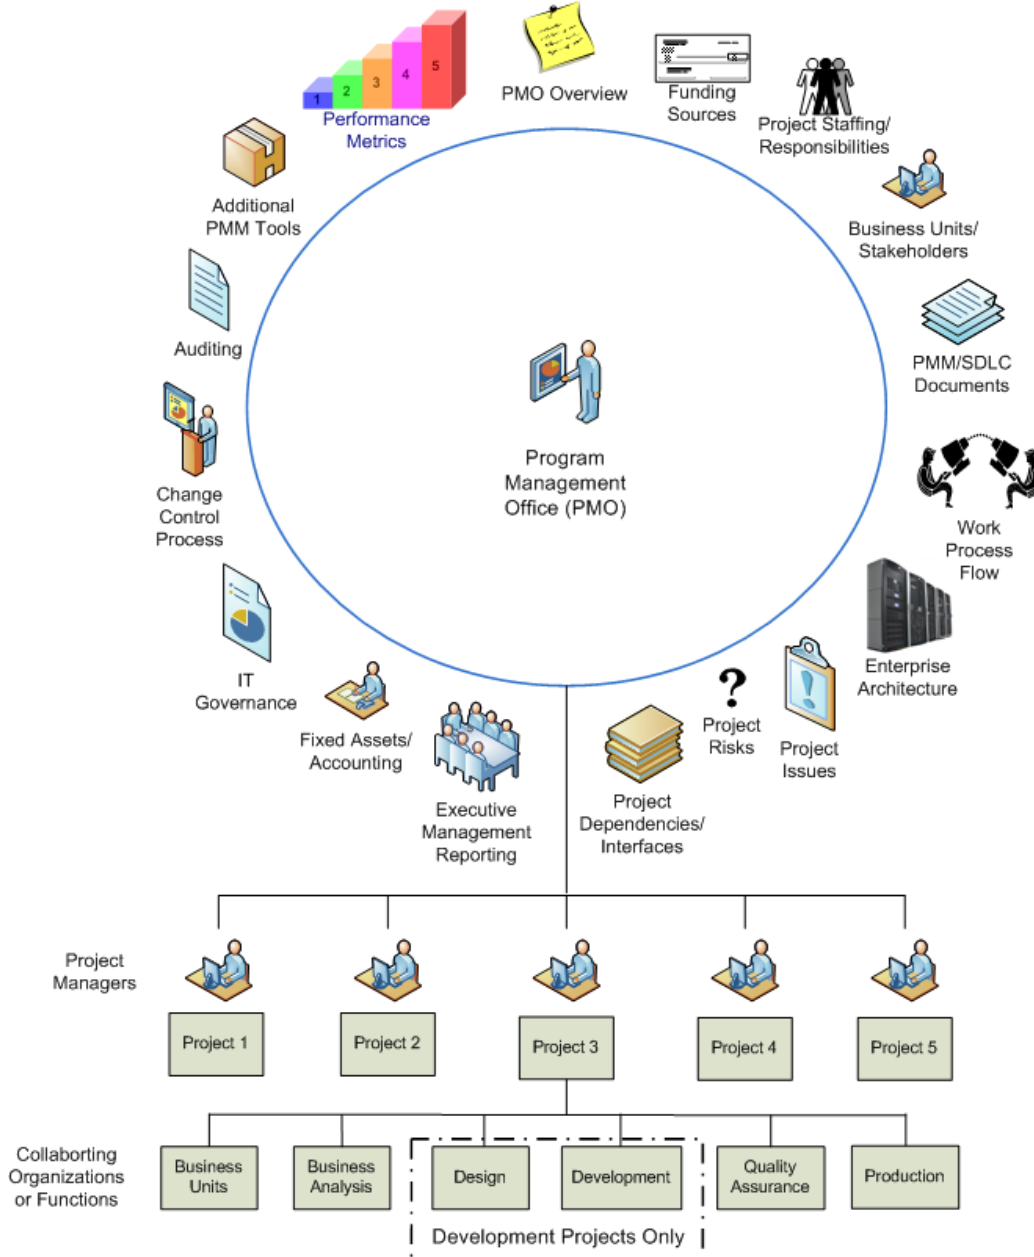 1
2
3
4
5
Performance
Metrics
PMO Overview
Funding
Sources
Project Staffing/
Responsibilities
Business Units/
Stakeholders
PMM/SDLC
Documents
Work
Process
Flow
Enterprise
Architecture
Project
Issues
?
Project
Risks
Project
Dependencies/
Interfaces
Executive
Management
Reporting
Fixed Assets/
Accounting
IT
Governance
Change
Control
Process
Auditing
Additional
PMM Tools
Program
Management
Office (PMO)
Project
Managers
Project 1
Project 2
Project 3
Project 4
Project 5
Collaborting
Organizations
or Functions
Business
Units
Business
Analysis
Design
Development
Quality
Assurance
Production
Development Projects Only